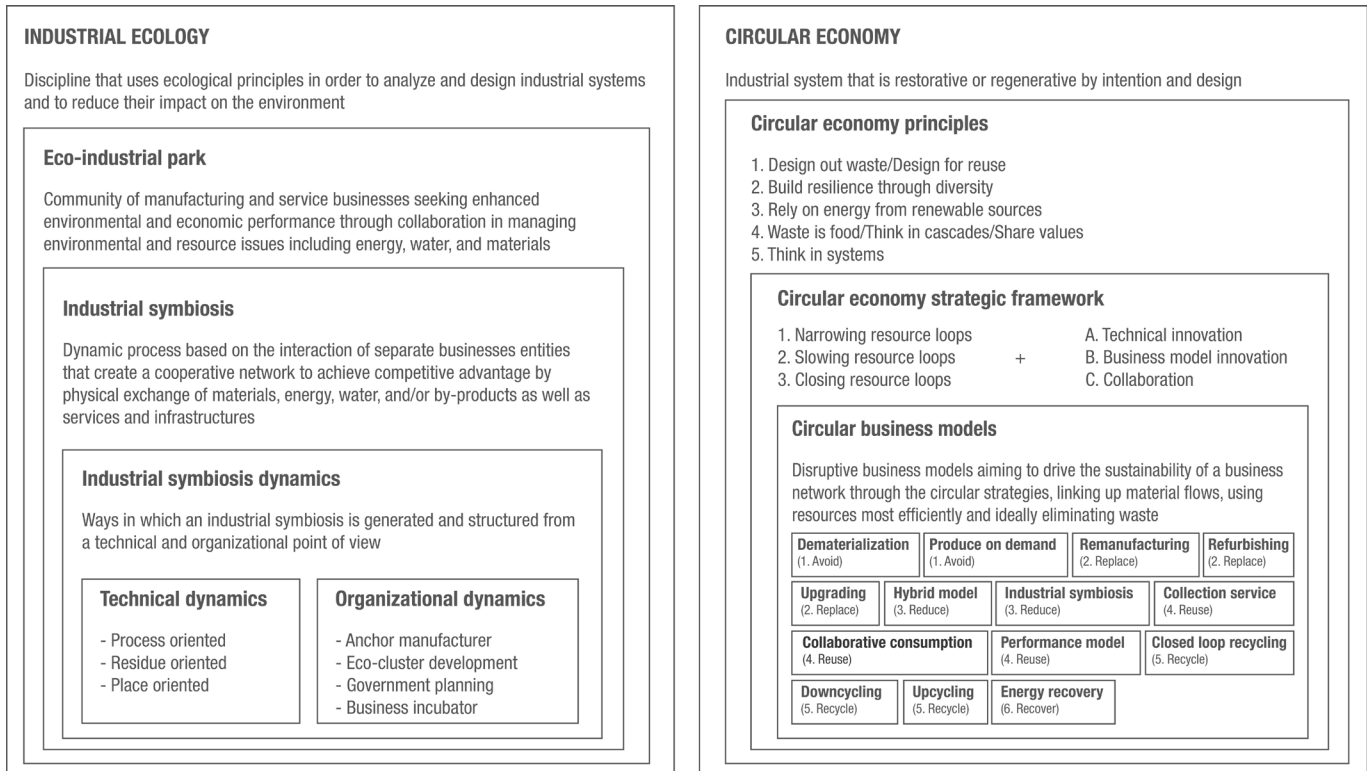 INDUSTRIAL ECOLOGY
Discipline that uses ecological principles in order to analyze and design industrial systems
and to reduce their impact on the environment
Eco-industrial park
Community of manufacturing and service businesses seeking enhanced
environmental and economic performance through collaboration in managing
environmental and resource issues including energy, water, and materials
Industrial symbiosis
Dynamic process based on the interaction of separate businesses entities
that create a cooperative network to achieve competitive advantage by
physical exchange of materials, energy, water, and/or by-products as well as
services and infrastructures
Industrial symbiosis dynamics
Ways in which an industrial symbiosis is generated and structured from
a technical and organizational point of view
Technical dynamics
- Process oriented
- Residue oriented
- Place oriented
Organizational dynamics
- Anchor manufacturer
- Eco-cluster development
- Government planning
- Business incubator
CIRCULAR ECONOMY
Industrial system that is restorative or regenerative by intention and design
Circular economy principles
1. Design out waste/Design for reuse
2. Build resilience through diversity
3. Rely on energy from renewable sources
4. Waste is food/Think in cascades/Share values
5. Think in systems
Circular economy strategic framework
1. Narrowing resource loops
2. Slowing resource loops
3. Closing resource loops
+
A. Technical innovation
B. Business model innovation
C. Collaboration
Circular business models
Disruptive business models aiming to drive the sustainability of a business
network through the circular strategies, linking up material flows, using
resources most efficiently and ideally eliminating waste
Dematerialization
(1. Avoid)
Produce on demand
(1. Avoid)
Remanufacturing
(2. Replace)
Refurbishing
(2. Replace)
Upgrading
(2. Replace)
Hybrid model
(3. Reduce)
Industrial symbiosis
(3. Reduce)
Collection service
(4. Reuse)
Collaborative consumption
(4. Reuse)
Performance model
(4. Reuse)
Closed loop recycling
(5. Recycle)
Downcycling
(5. Recycle)
Upcycling
(5. Recycle)
Energy recovery
(6. Recover)